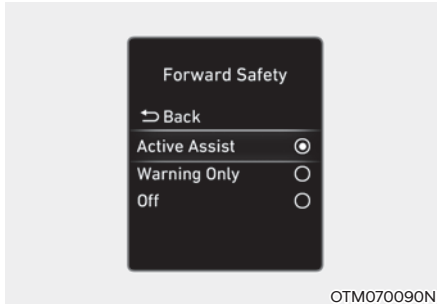 Forward Safety
Back
Active Assist
Warning Only
Off
OTM070090N